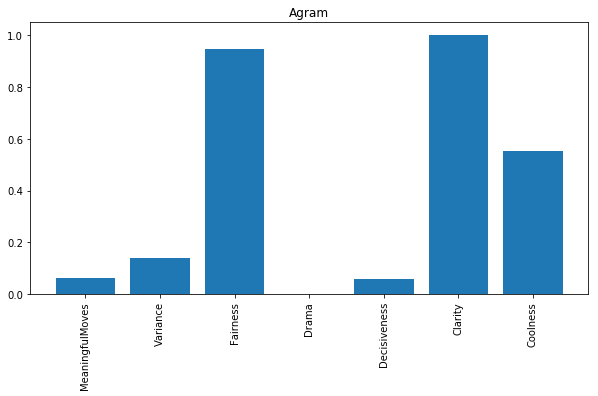 Agram
1.0
0.8
0.6
0.4
0.2
0.0
MeaningfulMoves
Variance
Fairness
Drama
Decisiveness
Clarity
Coolness